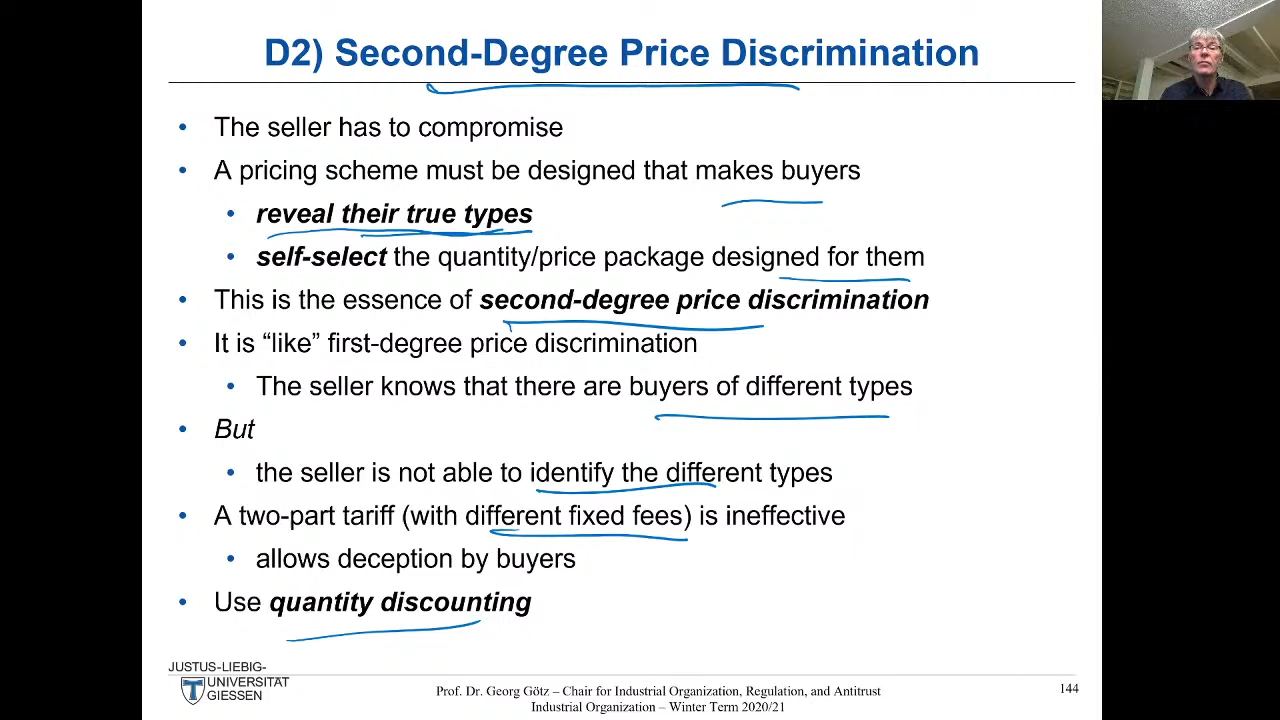 D2) Second-Degree Price Discrimination
• The seller has to compromise
• A pricing scheme must be designed that makes buyers
• reveal their true types
• self-select the quantity/price package designed for them
• This is the essence of second-degree price discrimination
• It is “like” first-degree price discrimination
• The seller knows that there are buyers of different types
• But
• the seller is not able to identify the different types
• A two-part tariff (with different fixed fees) is ineffective
• allows deception by buyers
• Use quantity discounting
JUSTUS-LIEBIG-
UNIVERSITÄT
GIESSEN
Prof. Dr. Georg Götz – Chair for Industrial Organization, Regulation, and Antitrust
Industrial Organization – Winter Term 2020/21
144